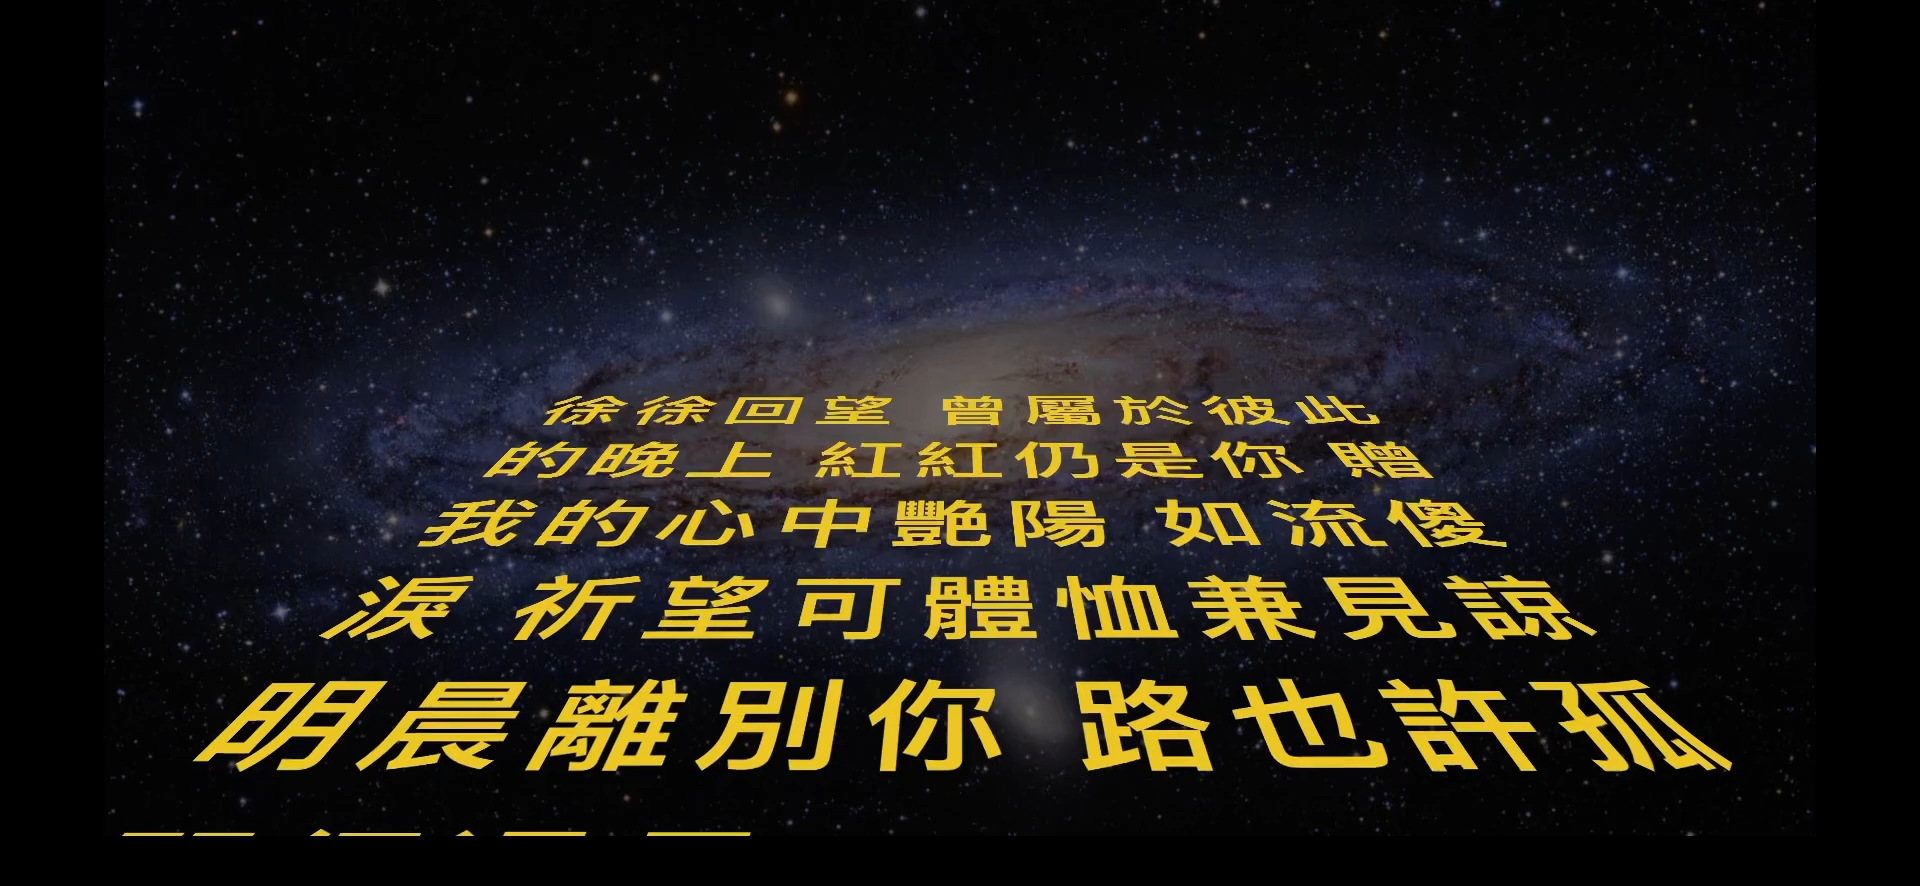 徐徐回望 曾屬於彼此
的晚上 紅紅仍是你 贈
我的心中艷陽 如流傻
淚 祈望可體恤兼見諒
明晨離別你 路也許孤